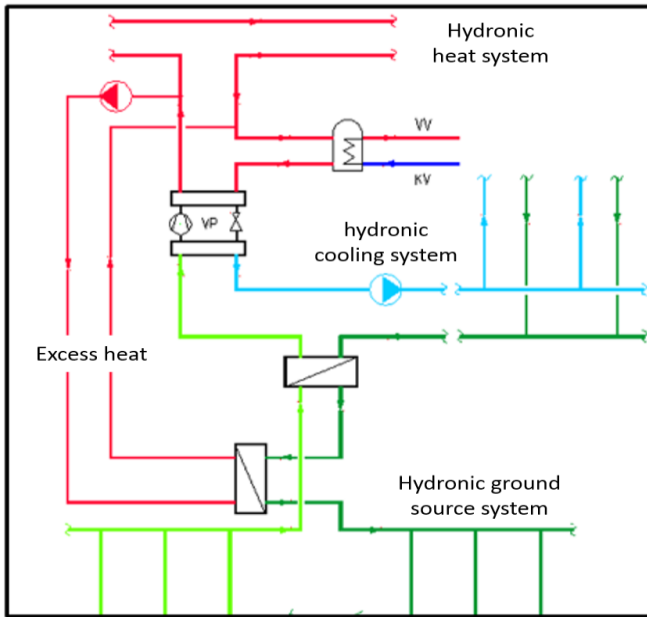 Hydronic
heat system
VV
KV
VP
hydronic
cooling system
Excess heat
Hydronic ground
source system